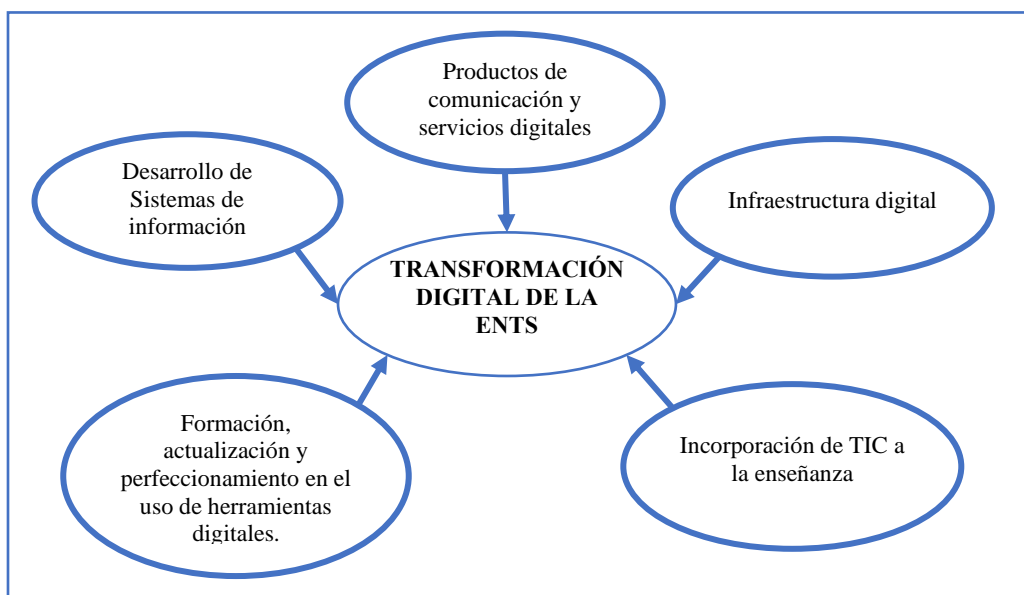 Productos de
comunicación y
servicios digitales
Desarrollo de
Sistemas de
información
Infraestructura digital
TRANSFORMACIÓN
DIGITAL DE LA
ENTS
Formación,
actualización y
perfeccionamiento en el
uso de herramientas
digitales.
Incorporación de TIC a
la enseñanza